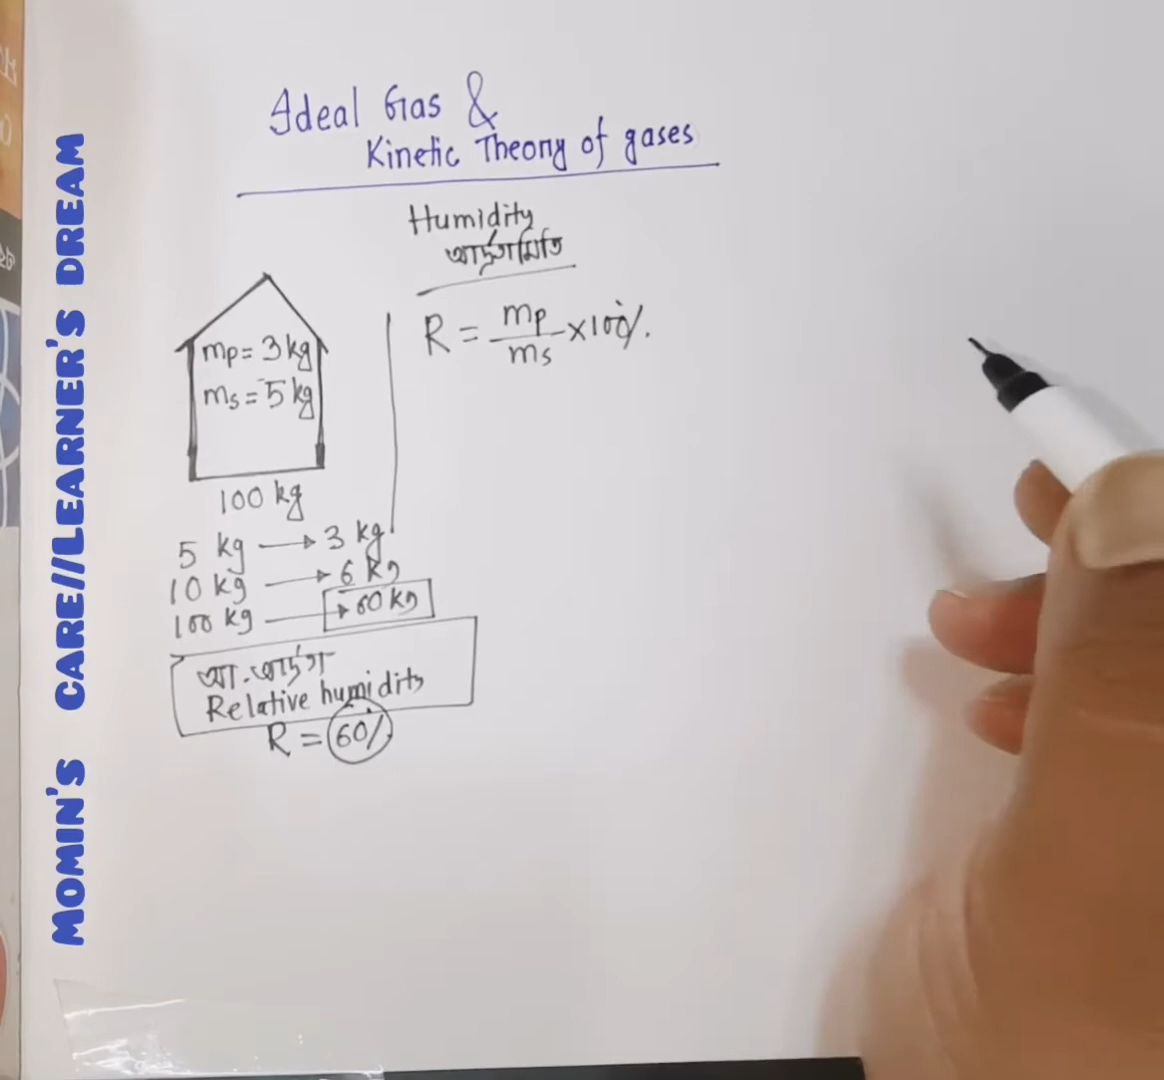 Ideal Gas &
Kinetic Theory of gases
Humidity
আর্দ্রতামিতি
mp = 3 kg
ms = 5 kg
100 kg
R = mp/ms × 100%.
5 kg → 3 kg
10 kg → 6 kg
100 kg → 60 kg
আ. আর্দ্রতা
Relative humidity
R = 60%
MOMIN'S CARE//LEARNER'S DREAM